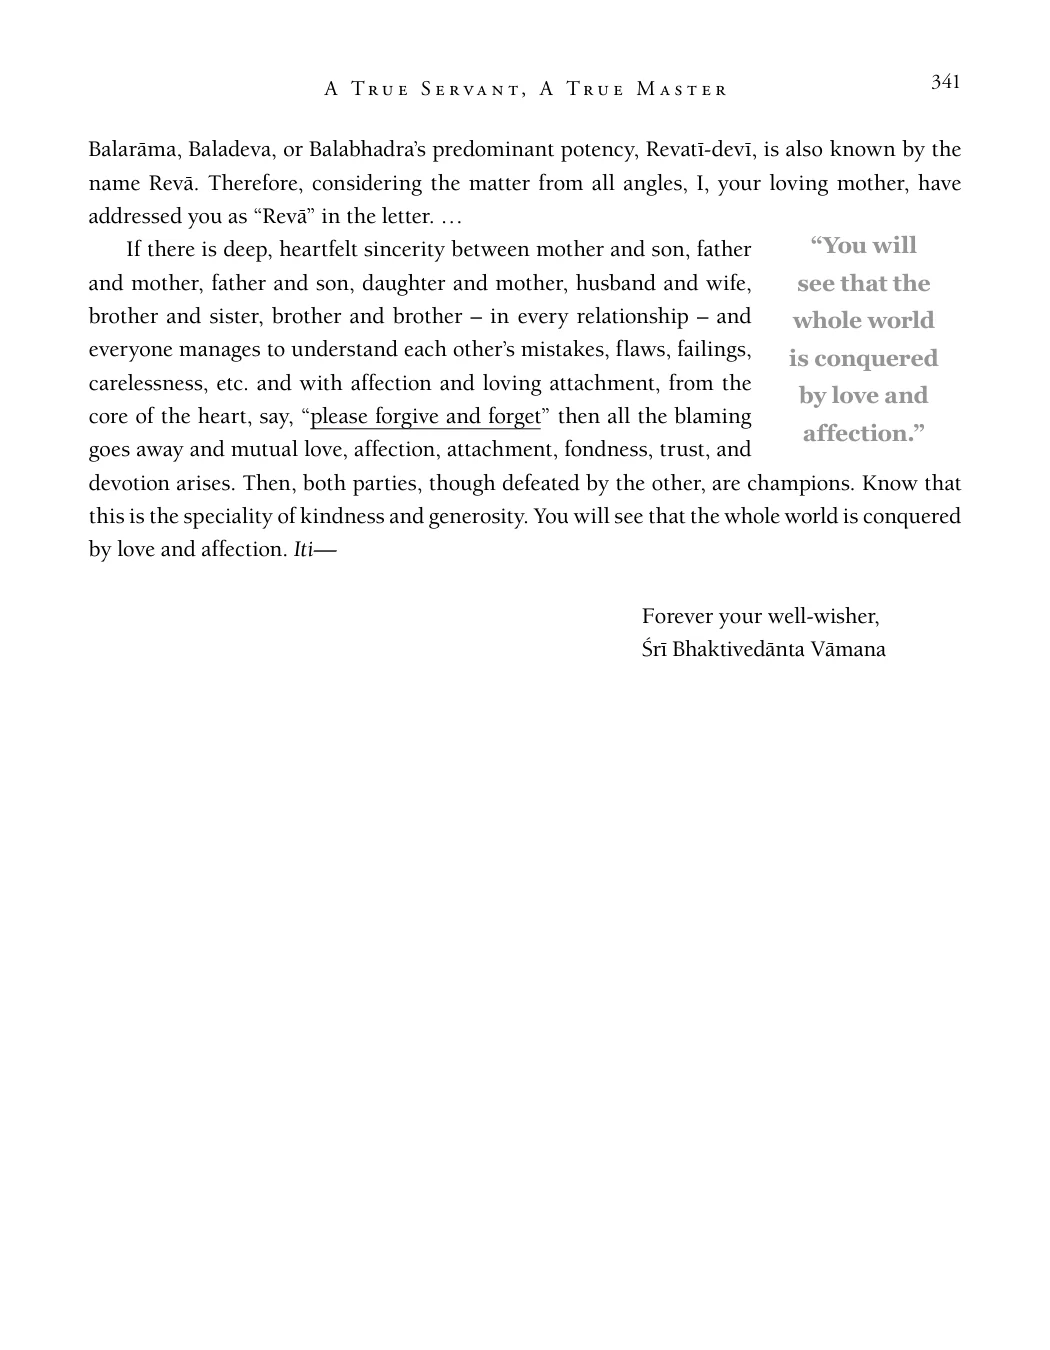 A True Servant, A True Master
341
Balarāma, Baladeva, or Balabhadra’s predominant potency, Revatī-devī, is also known by the
name Revā. Therefore, considering the matter from all angles, I, your loving mother, have
addressed you as “Revā” in the letter. …
If there is deep, heartfelt sincerity between mother and son, father
and mother, father and son, daughter and mother, husband and wife,
brother and sister, brother and brother – in every relationship – and
everyone manages to understand each other’s mistakes, flaws, failings,
carelessness, etc. and with affection and loving attachment, from the
core of the heart, say, “please forgive and forget” then all the blaming
goes away and mutual love, affection, attachment, fondness, trust, and
devotion arises. Then, both parties, though defeated by the other, are champions. Know that
this is the speciality of kindness and generosity. You will see that the whole world is conquered
by love and affection. Iti—
“You will
see that the
whole world
is conquered
by love and
affection.”
Forever your well-wisher,
Śrī Bhaktivedānta Vāmana